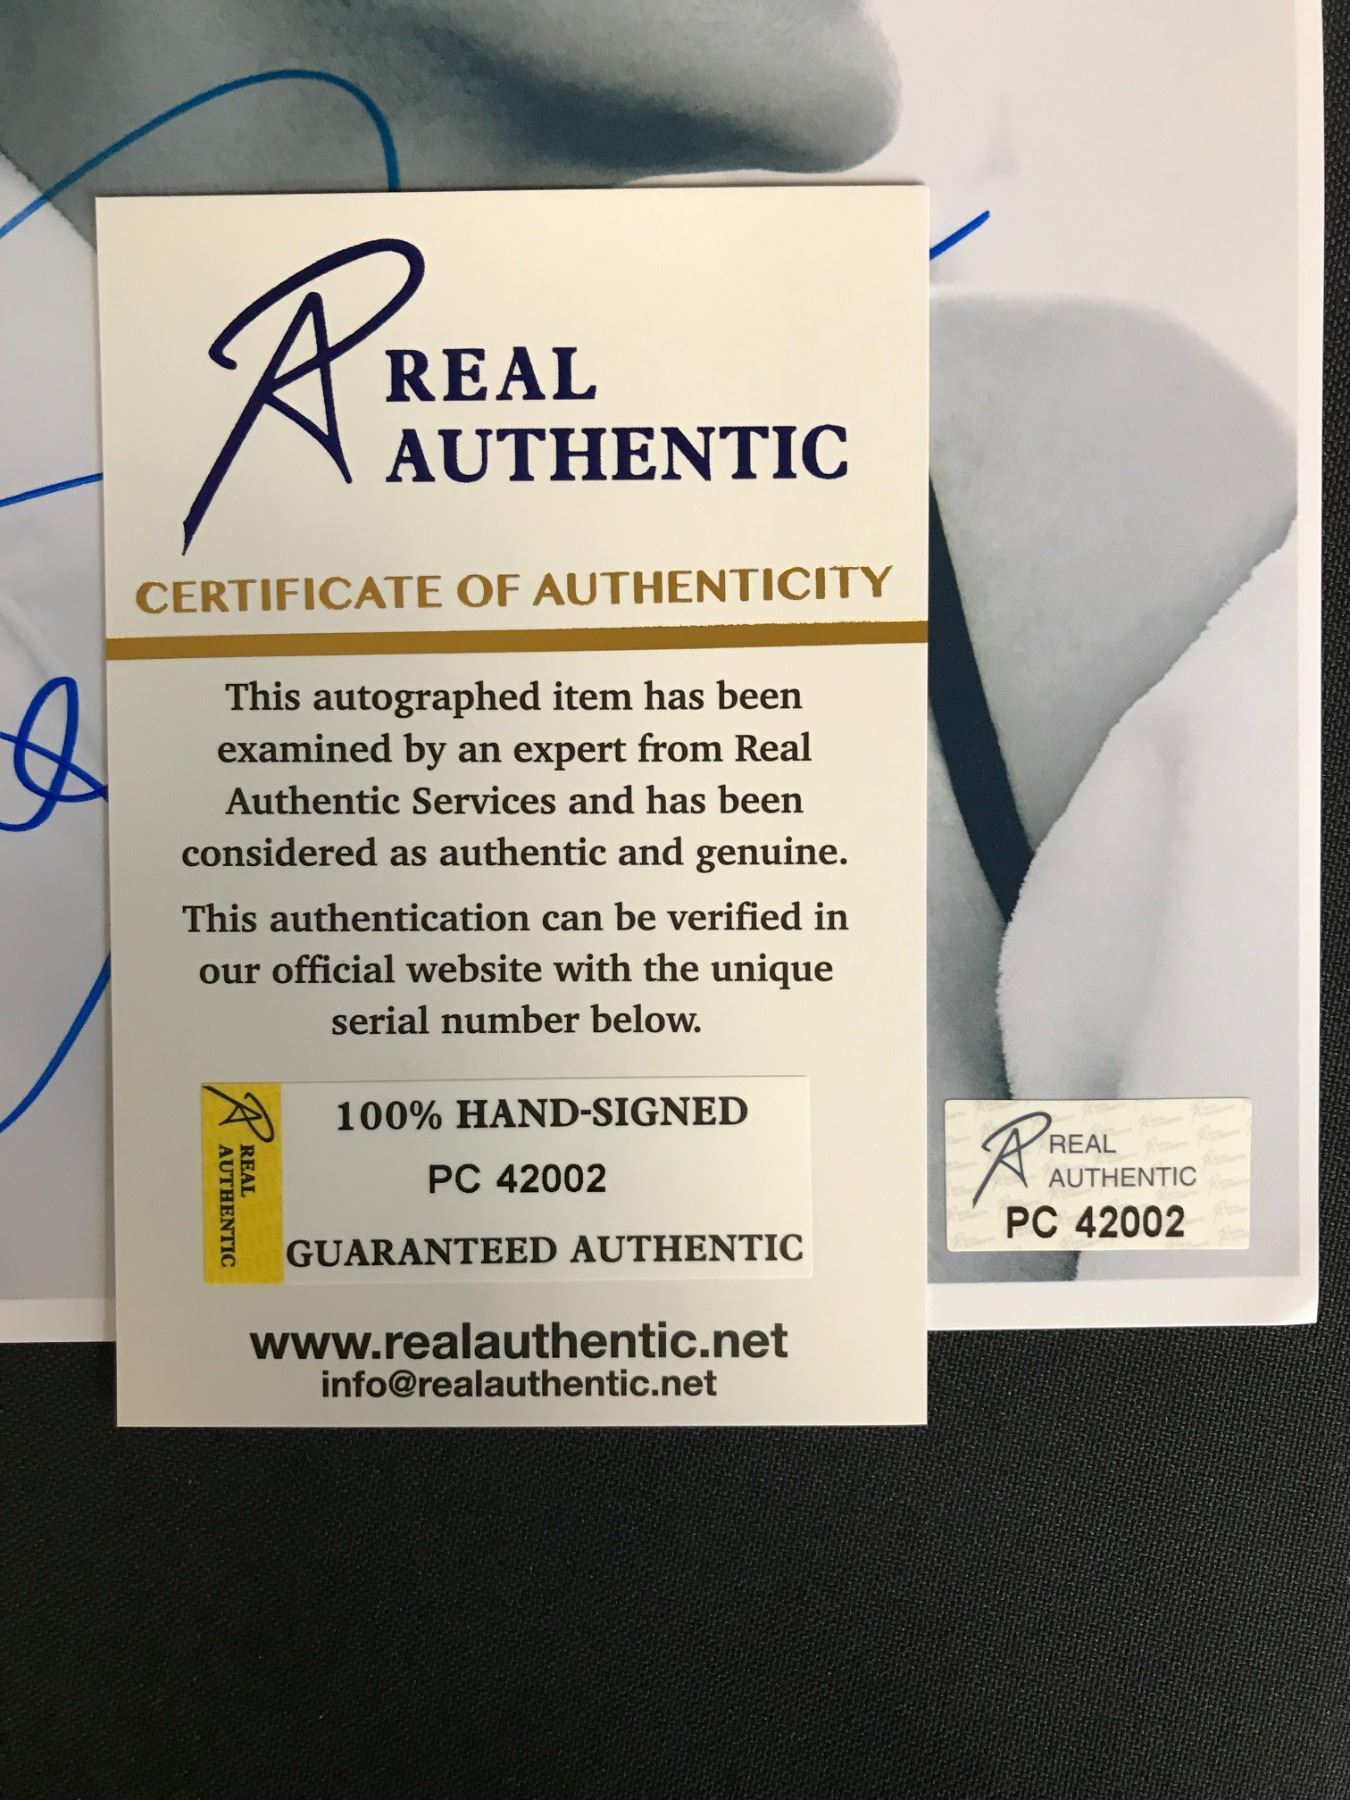 REAL
AUTHENTIC
CERTIFICATE OF AUTHENTICITY
This autographed item has been
examined by an expert from Real
Authentic Services and has been
considered as authentic and genuine.
This authentication can be verified in
our official website with the unique
serial number below.
REAL
AUTHENTIC
100% HAND-SIGNED
PC 42002
GUARANTEED AUTHENTIC
www.realauthentic.net
info@realauthentic.net
REAL
AUTHENTIC
PC 42002